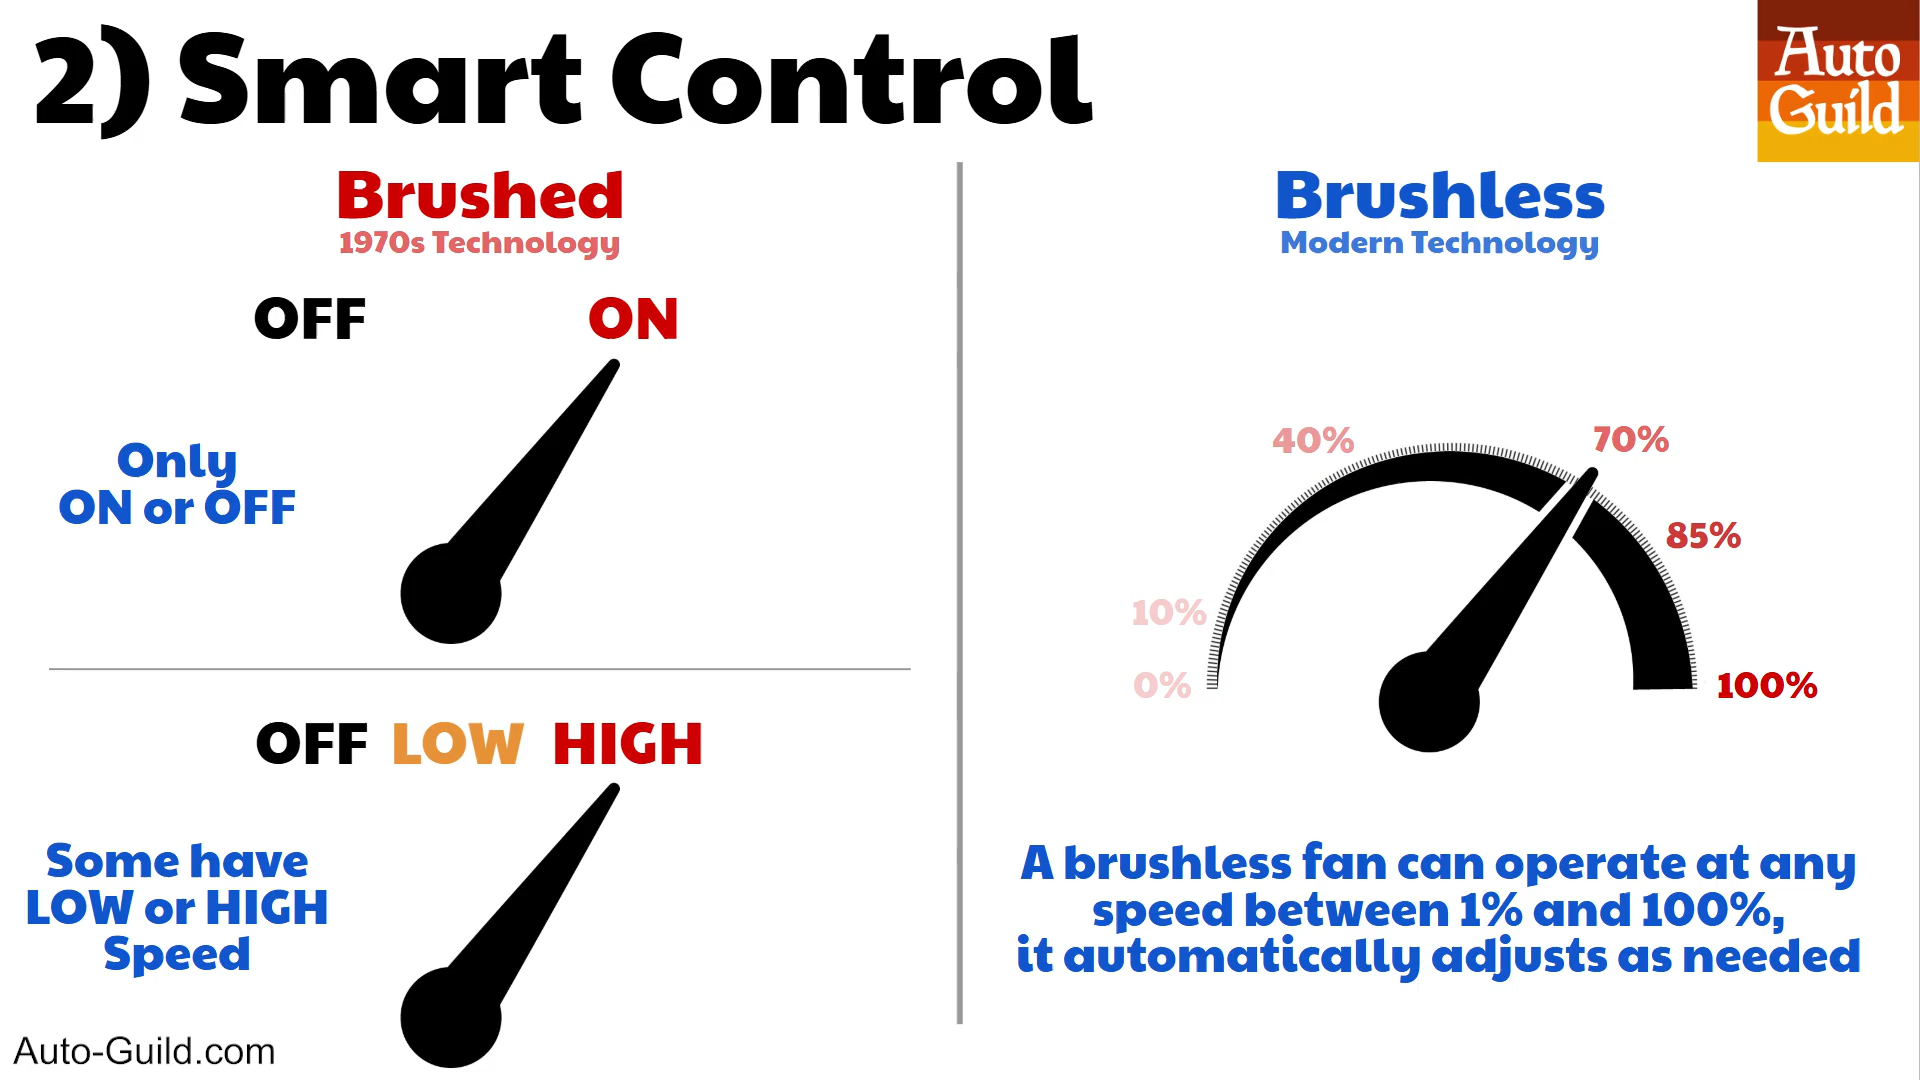 2) Smart Control
Auto
Guild
Brushed
1970s Technology
OFF ON
Only
ON or OFF
OFF LOW HIGH
Some have
LOW or HIGH
Speed
Auto-Guild.com
Brushless
Modern Technology
40% 70%
85%
10%
0% 100%
A brushless fan can operate at any
speed between 1% and 100%,
it automatically adjusts as needed